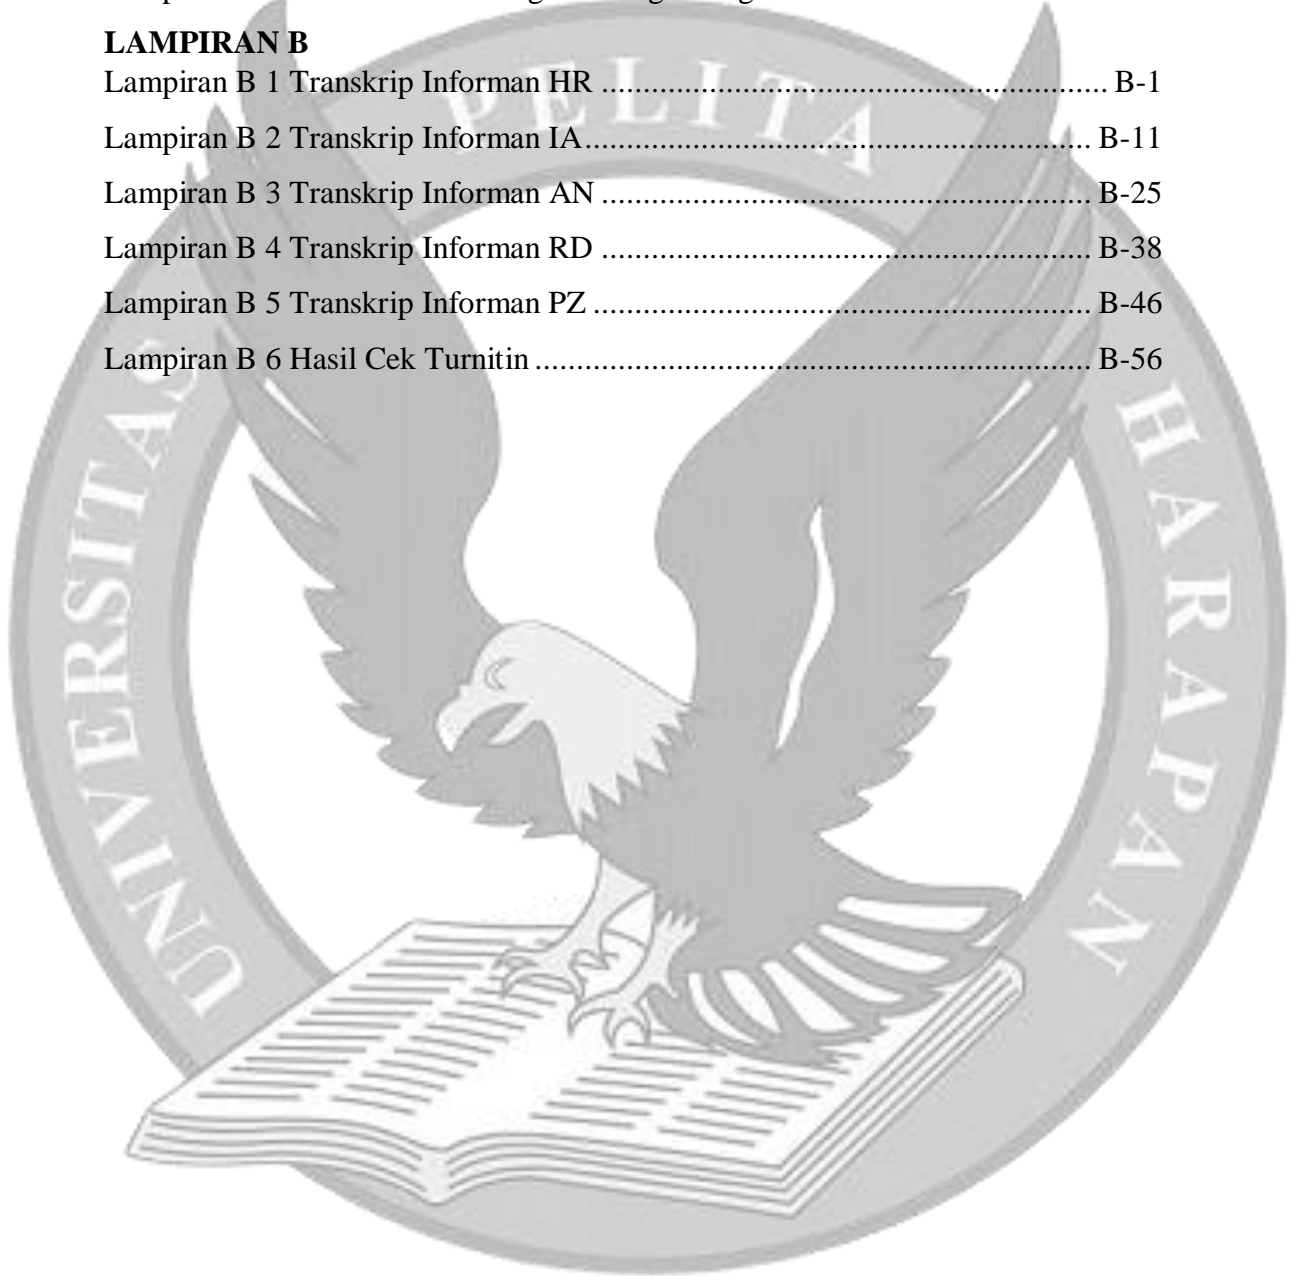 LAMPIRAN B
Lampiran B 1 Transkrip Informan HR ............................................................. B-1
Lampiran B 2 Transkrip Informan IA............................................................. B-11
Lampiran B 3 Transkrip Informan AN ........................................................... B-25
Lampiran B 4 Transkrip Informan RD ........................................................... B-38
Lampiran B 5 Transkrip Informan PZ ............................................................ B-46
Lampiran B 6 Hasil Cek Turnitin ................................................................... B-56
UNIVERSITAS PELITA HARAPAN